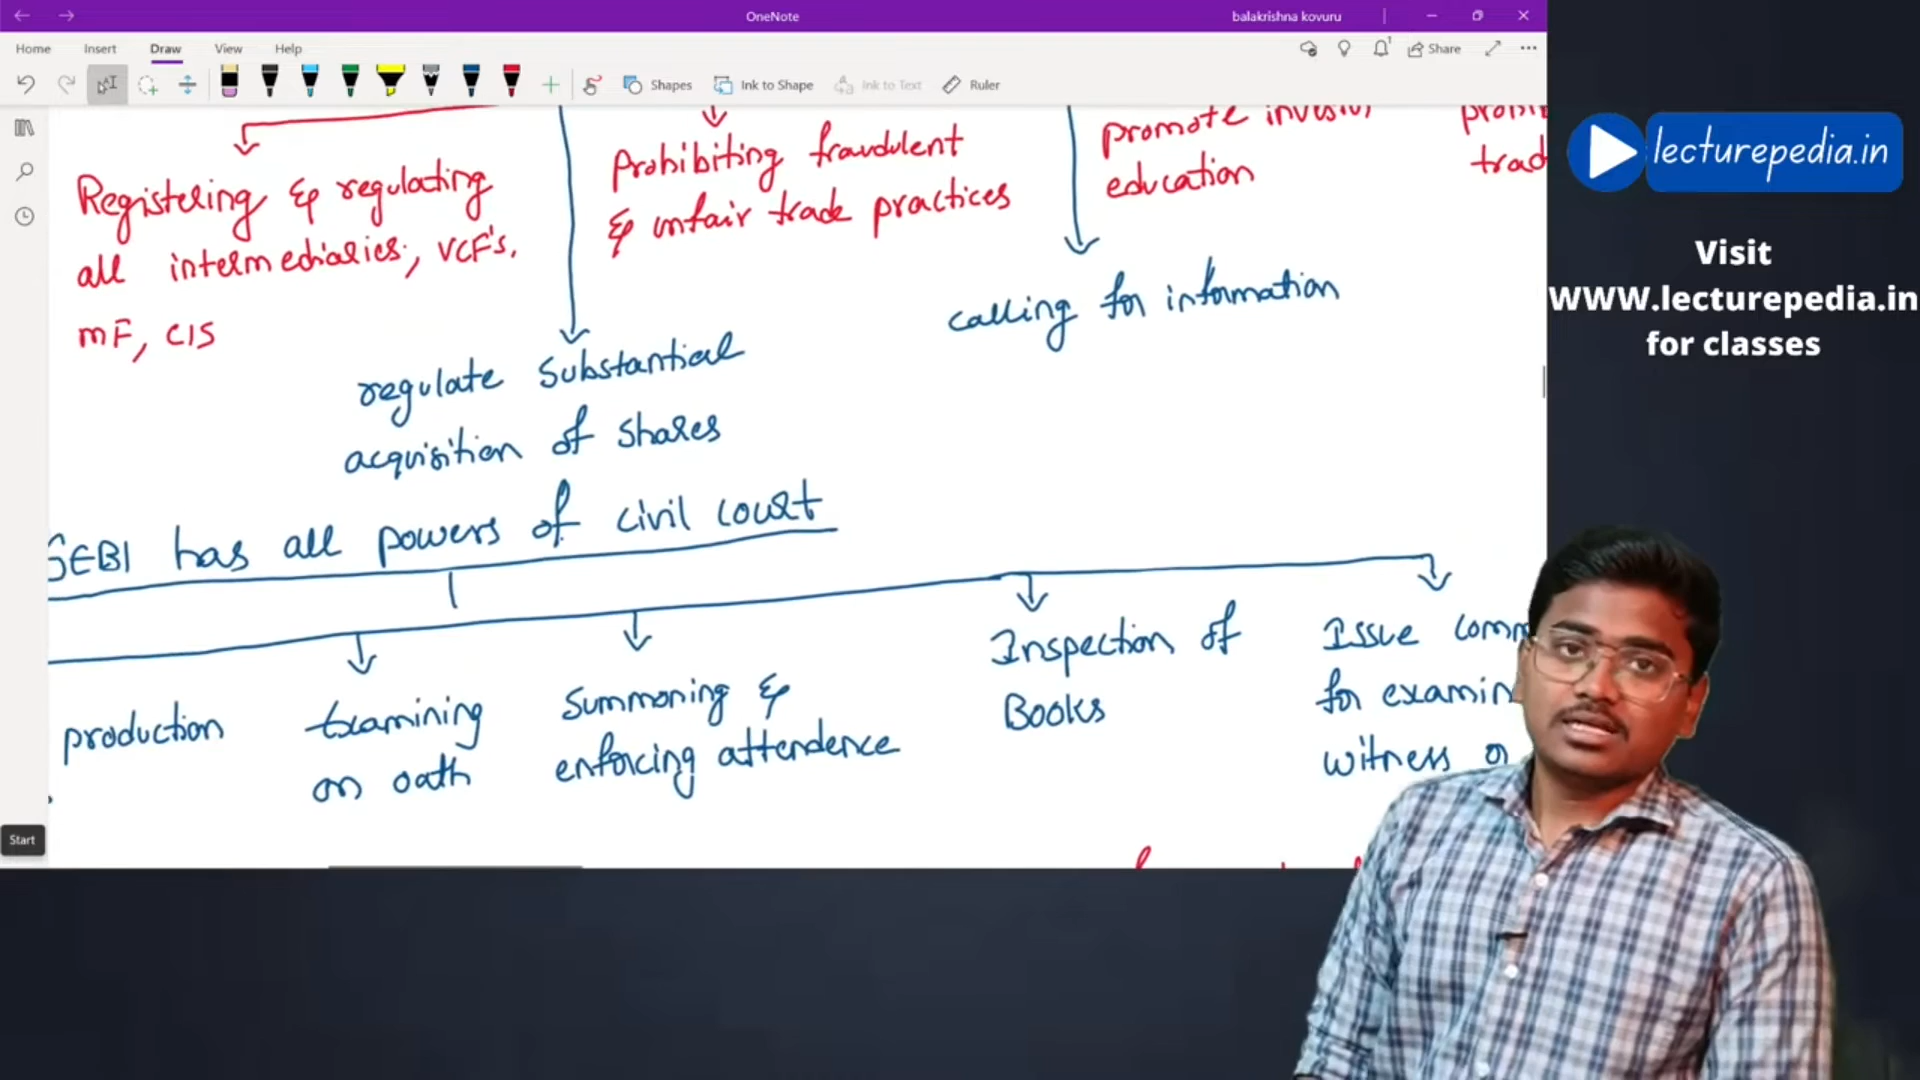 OneNote
balakrishna kovuru
Home Insert Draw View Help
Share
Shapes Ink to Shape Ink to Text Ruler
Registering & regulating
all intermediaries, VCF's,
MF, CIS
Prohibiting fraudulent
& unfair trade practices
promote
education
trad
calling for information
regulate substantial
acquisition of shares
SEBI has all powers of civil court
production
Examining
on oath
Summoning &
enforcing attendence
Inspection of
Books
Issue comm
for examin
witness o
Start
lecturepedia.in
Visit
WWW.lecturepedia.in
for classes